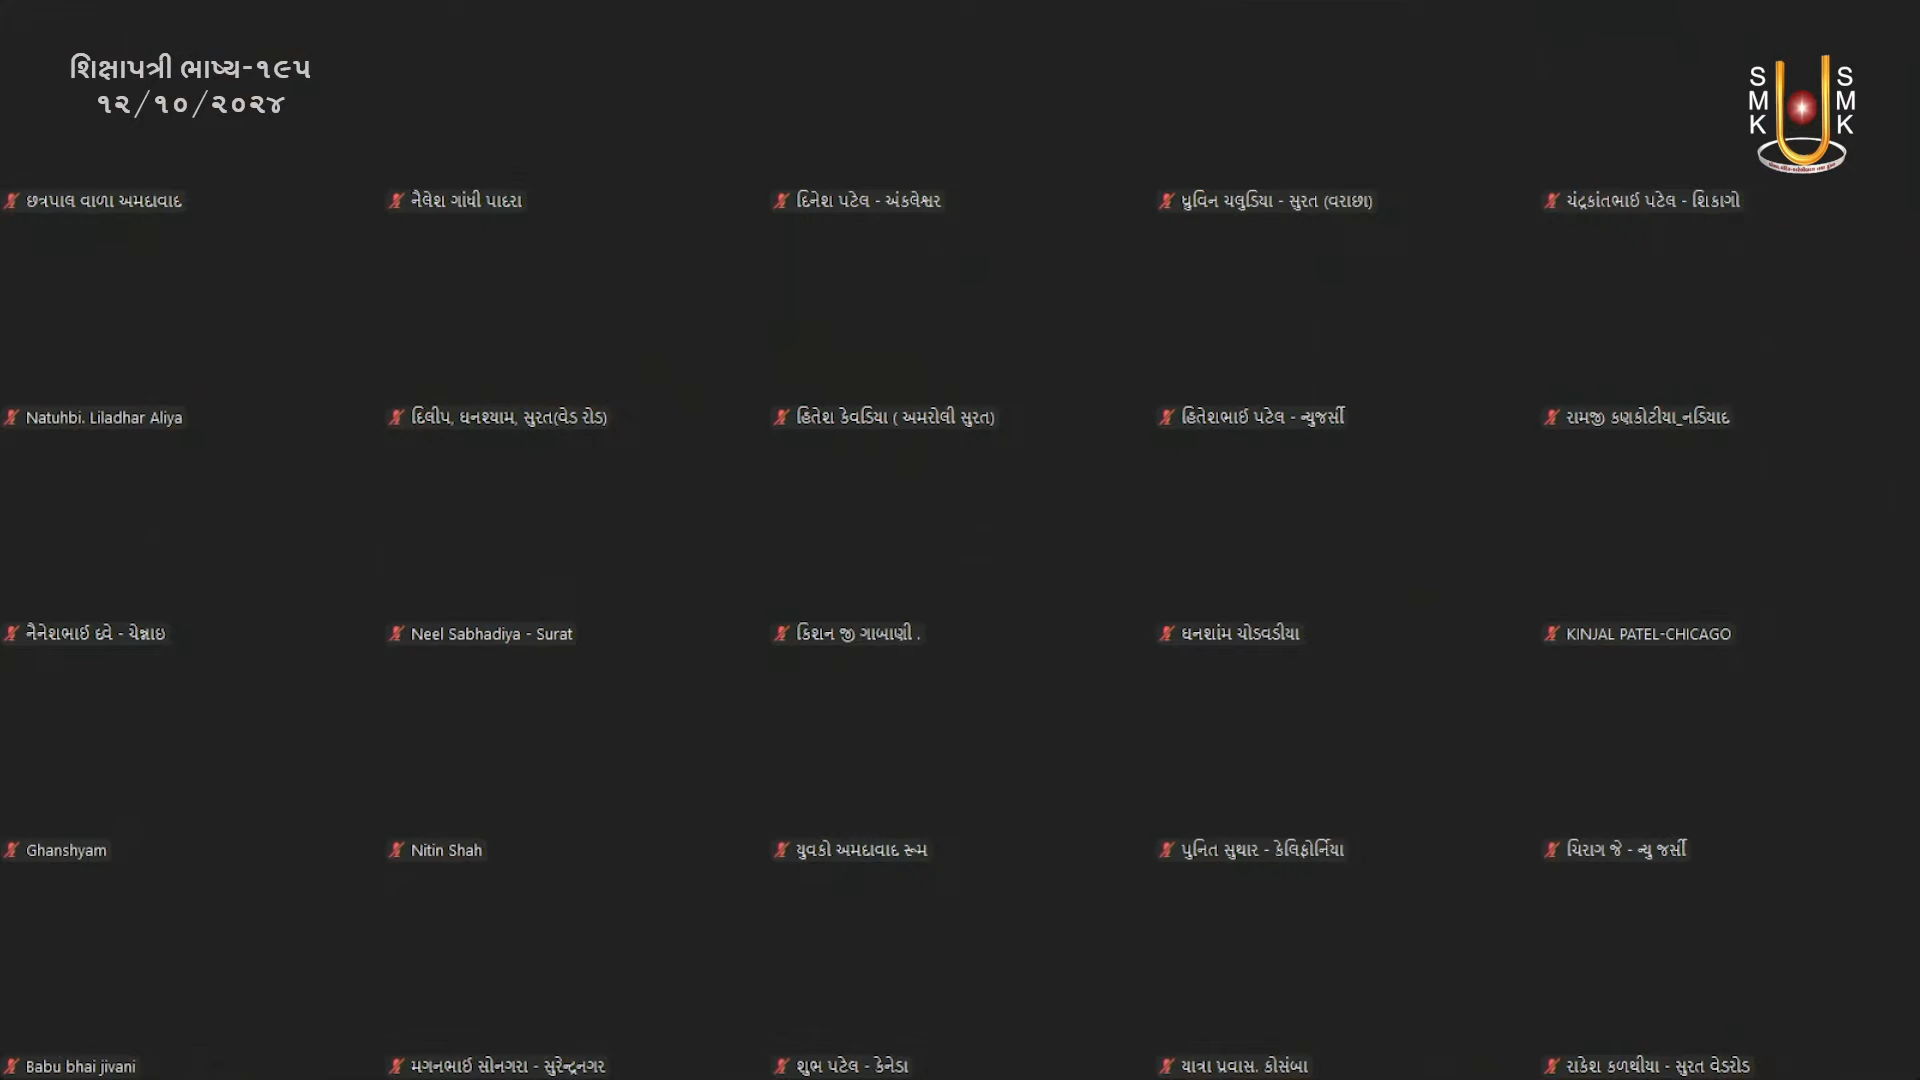 શિક્ષાપત્રી ભાષ્ય-૧૯૫
૧૨/૧૦/૨૦૨૪
S M K
S M K
છત્રપાલ વાળા અમદાવાદ
નૈલેશ ગાંધી પાદરા
દિનેશ પટેલ - અંકલેશ્વર
ધ્રુવિન ચલુડિયા - સુરત (વરાછા)
ચંદ્રકાંતભાઈ પટેલ - શિકાગો
Natuhbi. Liladhar Aliya
દિલીપ, ઘનશ્યામ, સુરત(વેડ રોડ)
હિતેશ કેવડિયા ( અમરોલી સુરત)
હિતેશભાઈ પટેલ - ન્યુજર્સી
રામજી કણકોટીયા_નડિયાદ
નૈનેશભાઈ દવે - ચેન્નાઇ
Neel Sabhadiya - Surat
કિશન જી ગાબાણી .
ઘનશાંમ ચોડવડીયા
KINJAL PATEL-CHICAGO
Ghanshyam
Nitin Shah
યુવકો અમદાવાદ રૂમ
પુનિત સુથાર - કેલિફોર્નિયા
ચિરાગ જે - ન્યુ જર્સી
Babu bhai jivani
મગનભાઈ સોનગરા - સુરેન્દ્રનગર
શુભ પટેલ - કેનેડા
યાત્રા પ્રવાસ. કોસંબા
રાકેશ કળથીયા - સુરત વેડરોડ